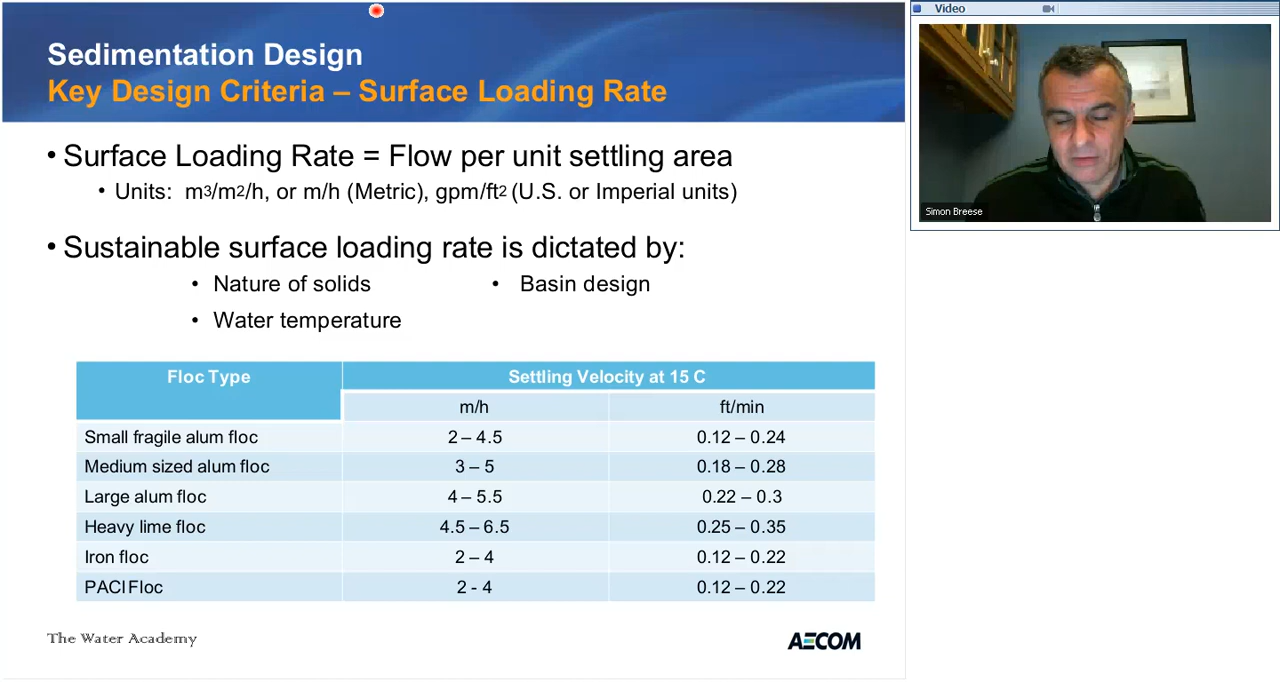 Sedimentation Design
Key Design Criteria – Surface Loading Rate
• Surface Loading Rate = Flow per unit settling area
• Units: m3/m2/h, or m/h (Metric), gpm/ft2 (U.S. or Imperial units)
• Sustainable surface loading rate is dictated by:
• Nature of solids • Basin design
• Water temperature
Floc Type Settling Velocity at 15 C
m/h ft/min
Small fragile alum floc 2 – 4.5 0.12 – 0.24
Medium sized alum floc 3 – 5 0.18 – 0.28
Large alum floc 4 – 5.5 0.22 – 0.3
Heavy lime floc 4.5 – 6.5 0.25 – 0.35
Iron floc 2 – 4 0.12 – 0.22
PACl Floc 2 - 4 0.12 – 0.22
The Water Academy
AECOM
Video
Simon Breese